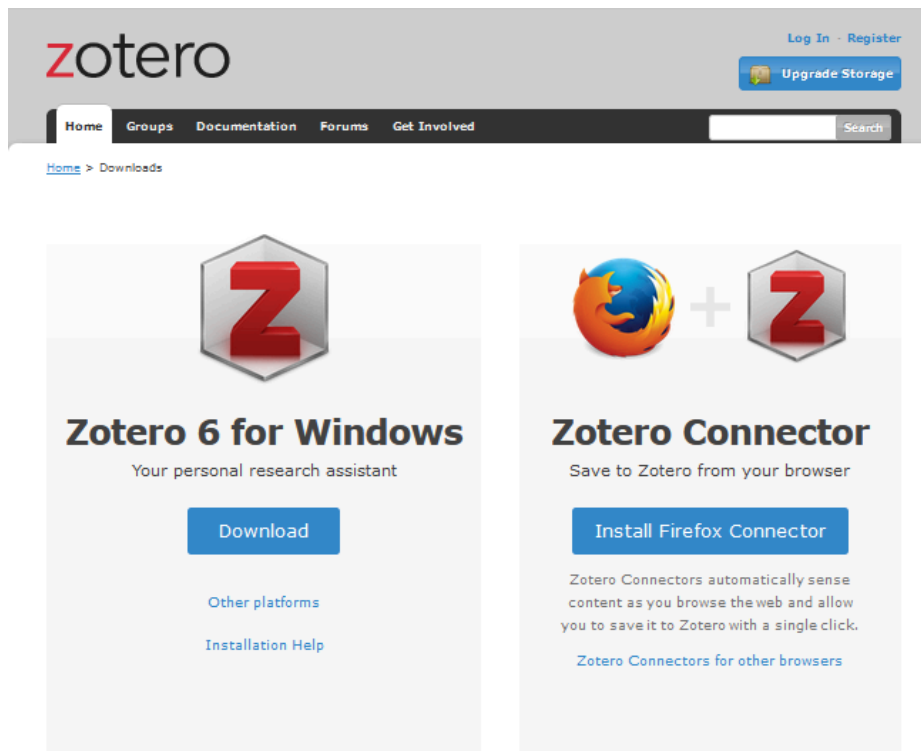 zotero
Log In · Register
Upgrade Storage
Home Groups Documentation Forums Get Involved
Search
Home > Downloads
Z
Z
Zotero 6 for Windows
Your personal research assistant
Download
Other platforms
Installation Help
+
Zotero Connector
Save to Zotero from your browser
Install Firefox Connector
Zotero Connectors automatically sense
content as you browse the web and allow
you to save it to Zotero with a single click.
Zotero Connectors for other browsers